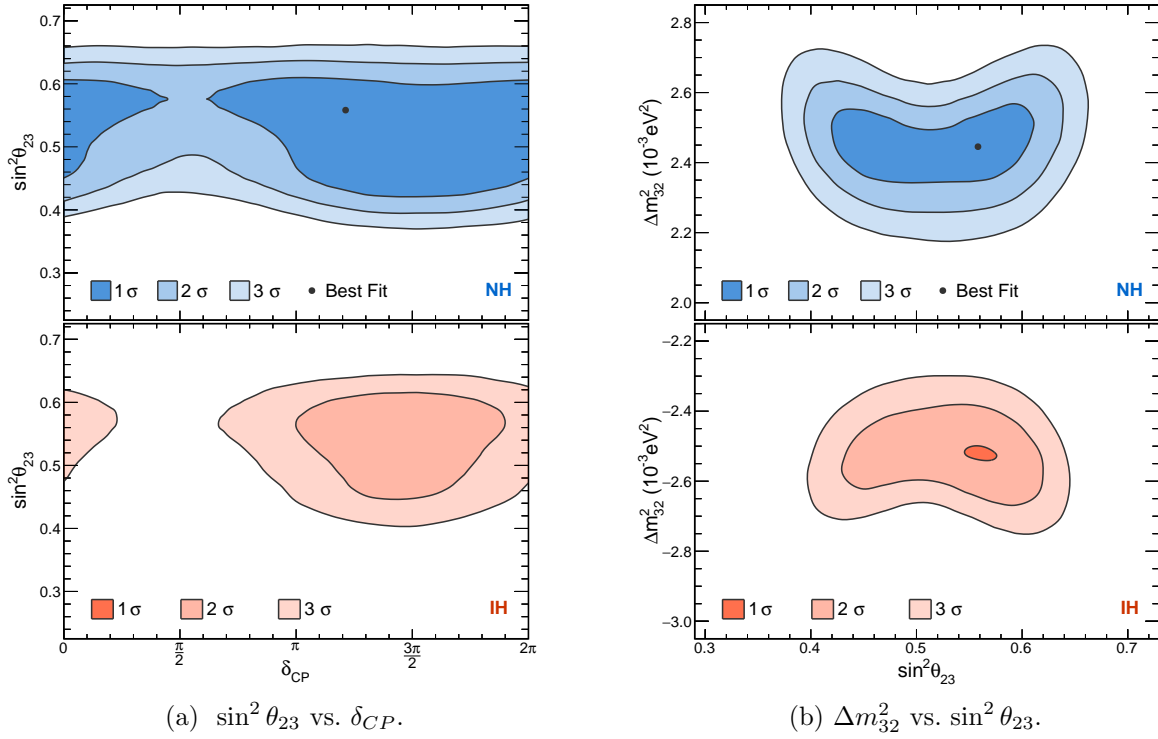 0.7
0.6
0.5
0.4
0.3
sin²θ₂₃
1 σ 2 σ 3 σ Best Fit NH
0.7
0.6
0.5
0.4
0.3
sin²θ₂₃
1 σ 2 σ 3 σ IH
0 π/2 π 3π/2 2π
δCP
(a) sin² θ₂₃ vs. δCP.
2.8
2.6
2.4
2.2
2.0
Δm²₃₂ (10⁻³eV²)
1 σ 2 σ 3 σ Best Fit NH
−2.2
−2.4
−2.6
−2.8
−3.0
Δm²₃₂ (10⁻³eV²)
1 σ 2 σ 3 σ IH
0.3 0.4 0.5 0.6 0.7
sin²θ₂₃
(b) Δm²₃₂ vs. sin² θ₂₃.